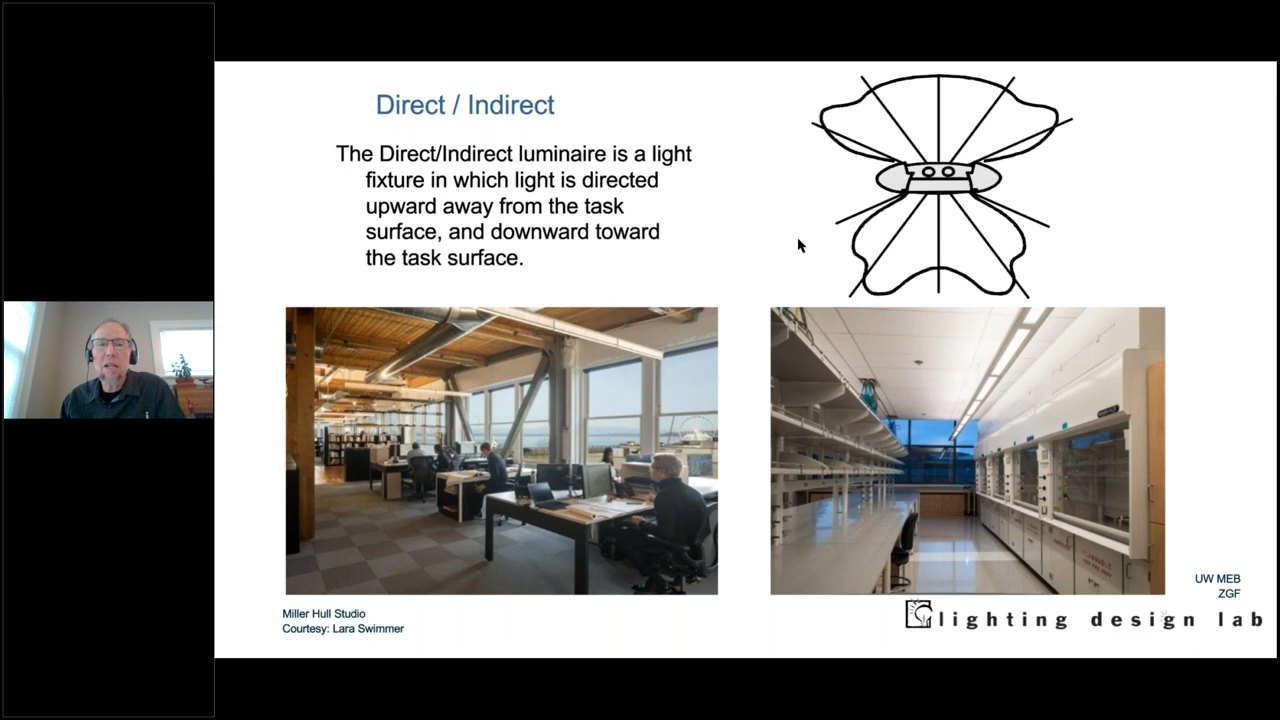 Direct / Indirect
The Direct/Indirect luminaire is a light
fixture in which light is directed
upward away from the task
surface, and downward toward
the task surface.
Miller Hull Studio
Courtesy: Lara Swimmer
UW MEB
ZGF
lighting design lab